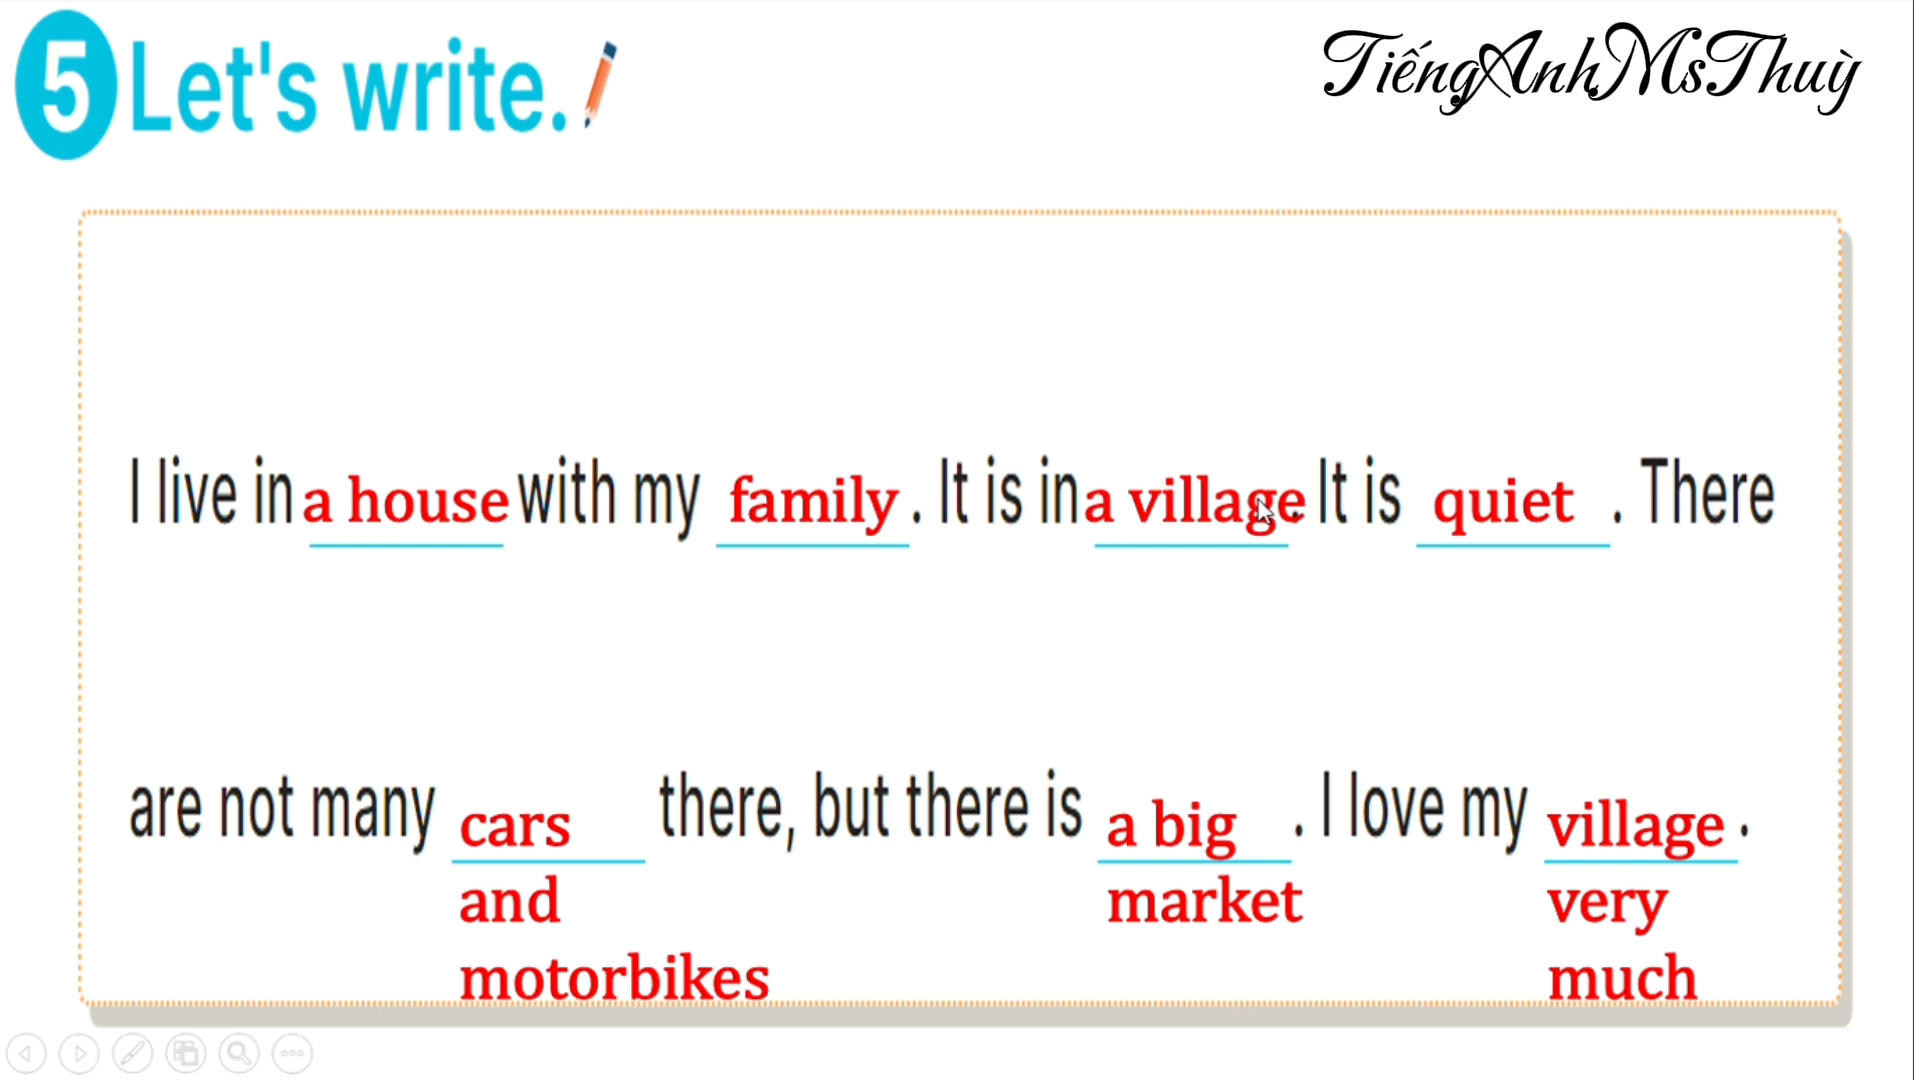 5 Let's write.
TiếngAnhMsThuỳ
I live in a house with my family. It is in a village. It is quiet. There
are not many cars there, but there is a big. I love my village.
and market very
motorbikes much